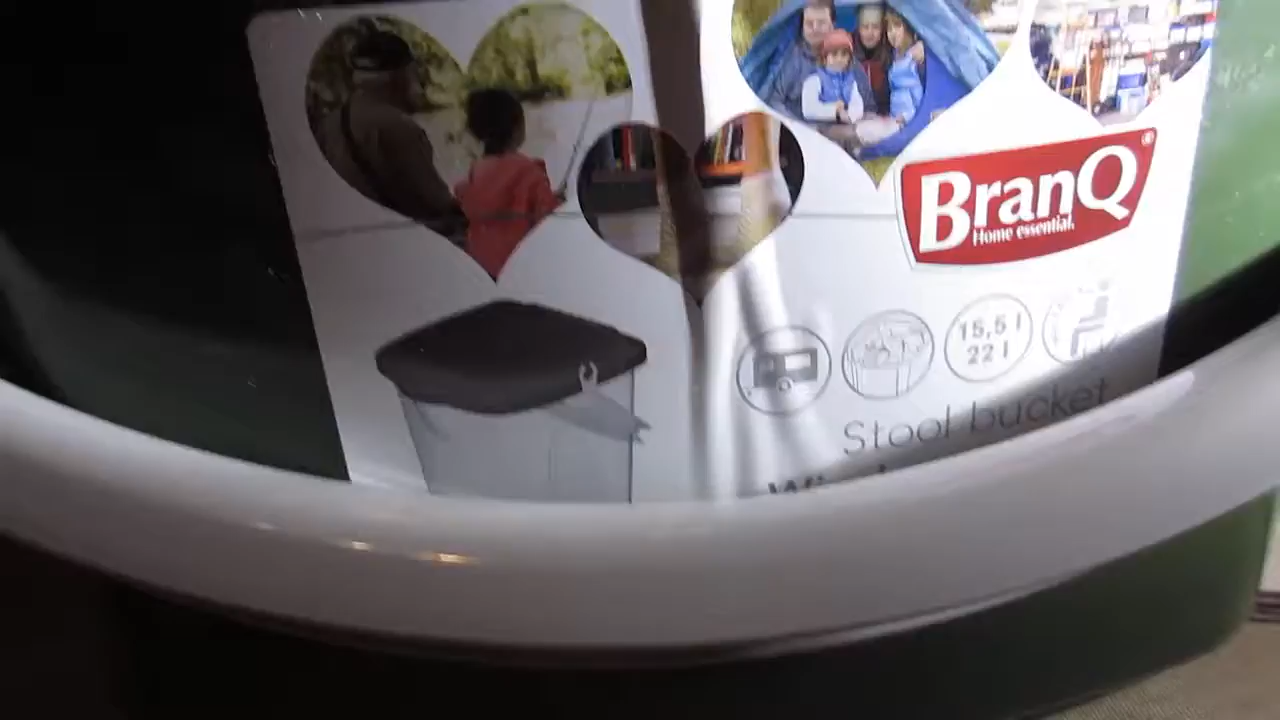 BranQ
Home essential.
15,5 l
22 l
Stool bucket